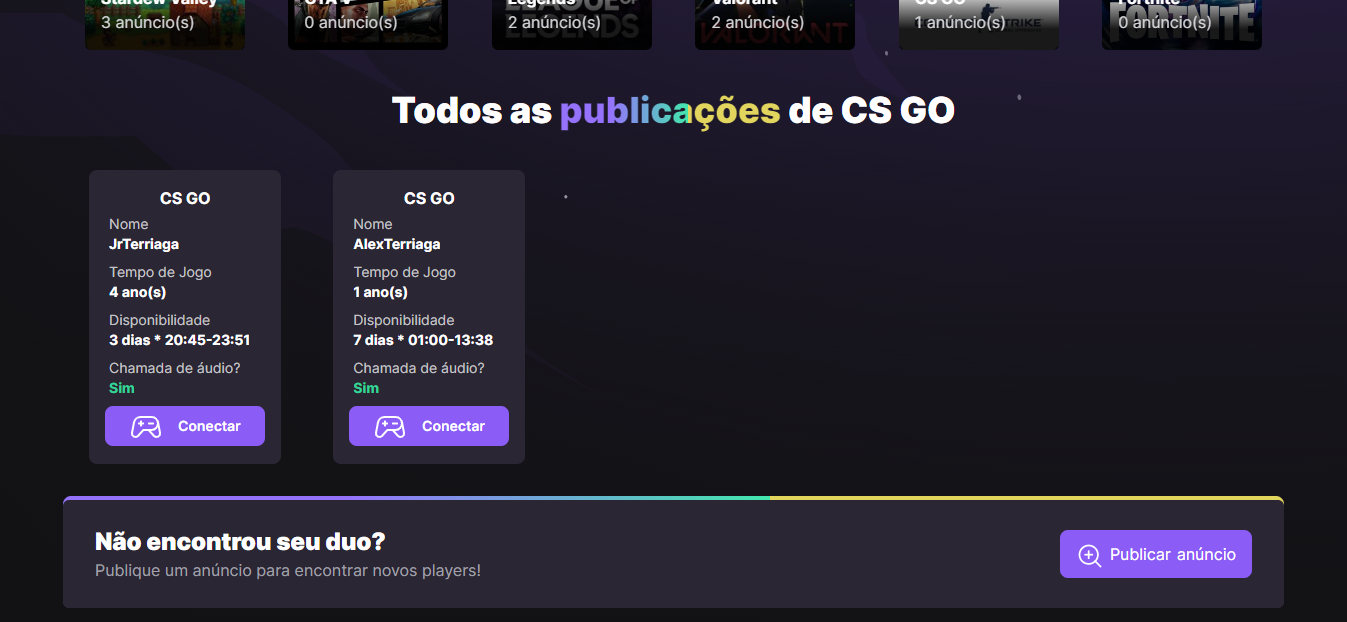 Stardew Valley
GTA V
Legends
Valorant
CS GO
Fortnite
3 anúncio(s)
0 anúncio(s)
2 anúncio(s)
2 anúncio(s)
1 anúncio(s)
0 anúncio(s)
LEGENDS
VALORANT
STRIKE
FORTNITE
Todos as publicações de CS GO
CS GO
Nome
JrTerriaga
Tempo de Jogo
4 ano(s)
Disponibilidade
3 dias * 20:45-23:51
Chamada de áudio?
Sim
Conectar
CS GO
Nome
AlexTerriaga
Tempo de Jogo
1 ano(s)
Disponibilidade
7 dias * 01:00-13:38
Chamada de áudio?
Sim
Conectar
Não encontrou seu duo?
Publique um anúncio para encontrar novos players!
Publicar anúncio